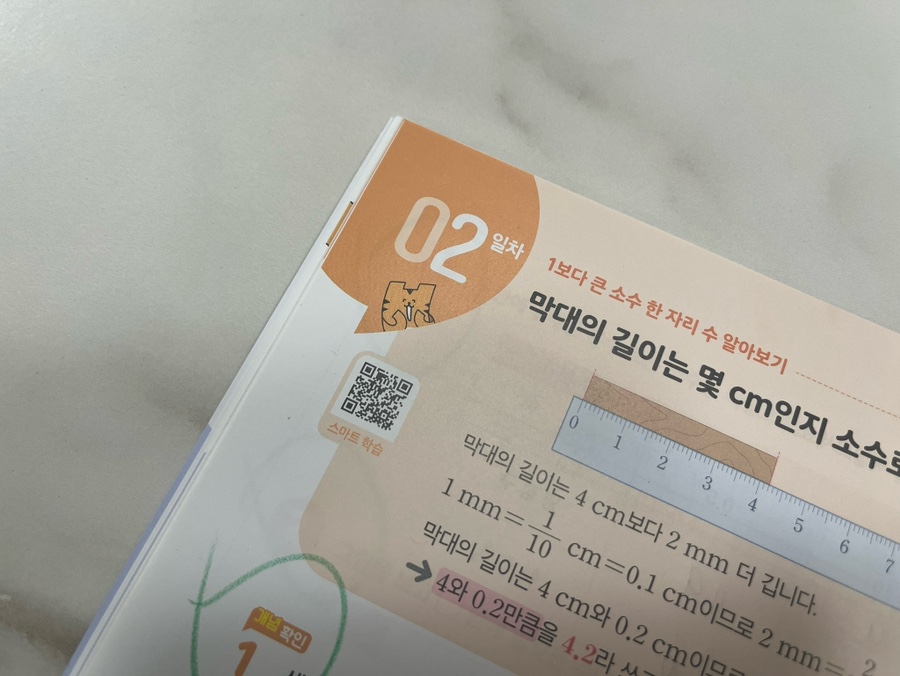 02 일차
1보다 큰 소수 한 자리 수 알아보기
막대의 길이는 몇 cm인지 소수로
스마트 학습
0 1 2 3 4 5 6 7
막대의 길이는 4 cm보다 2 mm 더 깁니다.
1 mm=1/10 cm=0.1 cm이므로 2 mm=2
막대의 길이는 4 cm와 0.2 cm이므로
→ 4와 0.2만큼을 4.2라 쓰고
개념 확인
1